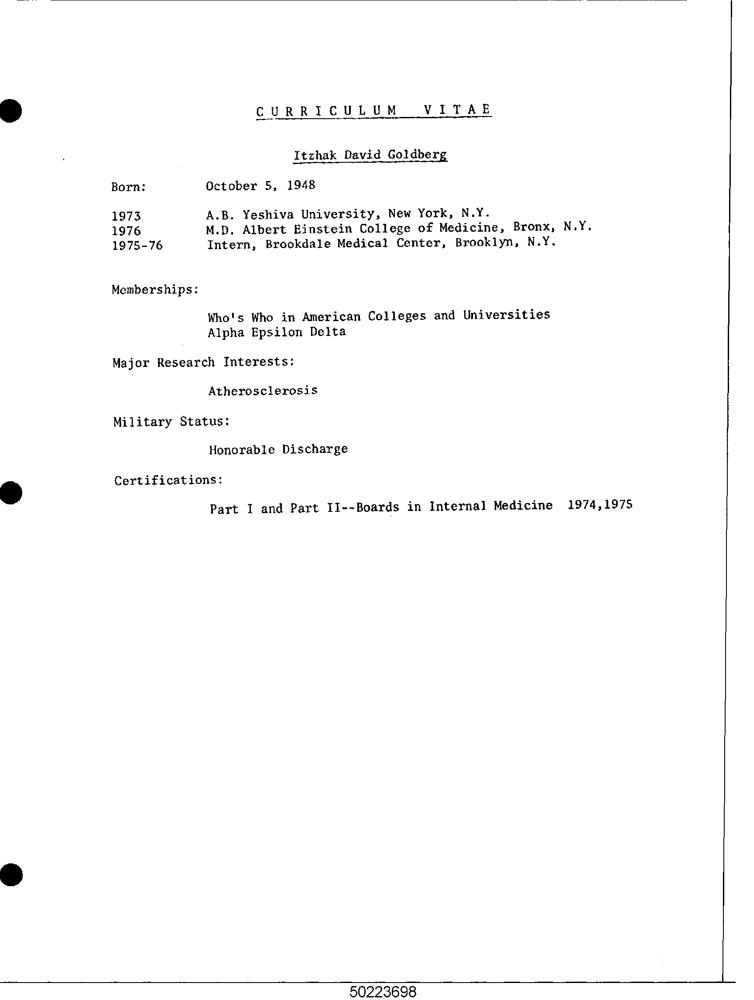 CURRICULUM VITAE
Itzhak David Goldberg
Born: October 5, 1948
1973 A.B. Yeshiva University, New York, N.Y.
1976 M.D. Albert Einstein College of Medicine, Bronx, N.Y.
1975-76 Intern, Brookdale Medical Center, Brooklyn, N.Y.
Memberships:
Who's Who in American Colleges and Universities
Alpha Epsilon Delta
Major Research Interests:
Atherosclerosis
Military Status:
Honorable Discharge
Certifications:
Part I and Part II--Boards in Internal Medicine 1974,1975
50223698